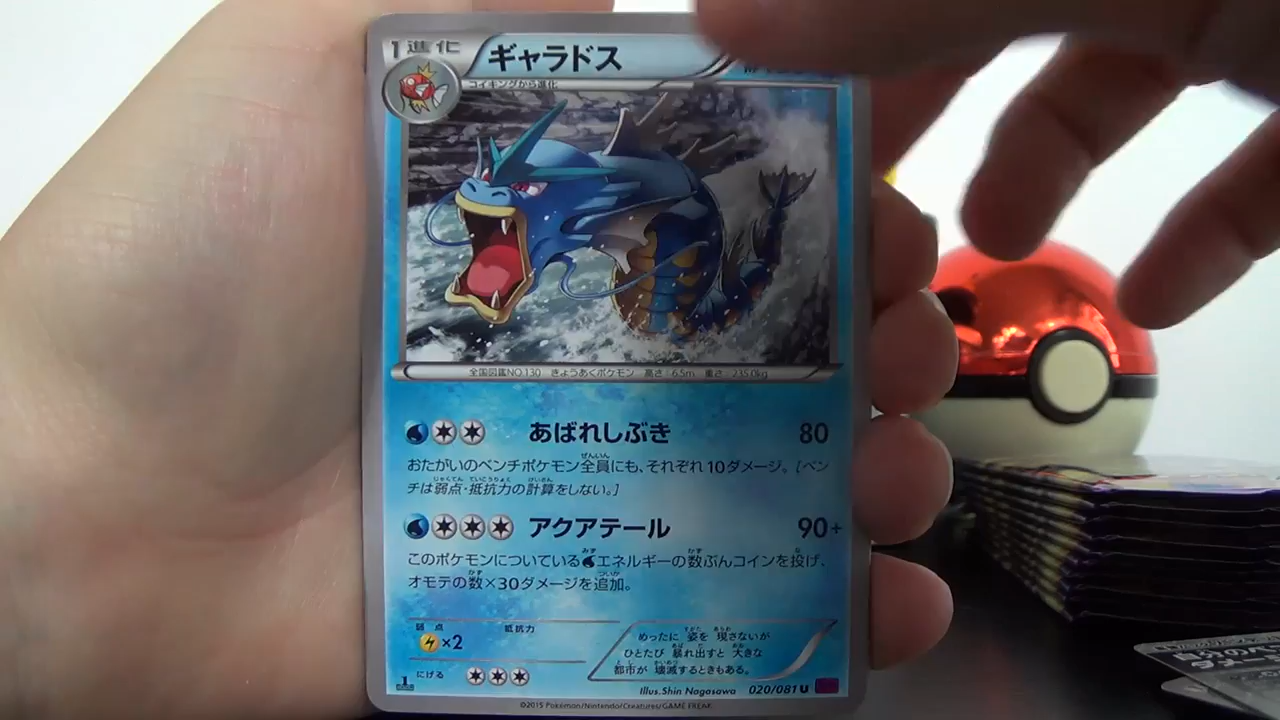 1進化 ギャラドス
コイキングから進化
全国図鑑NO.130 きょうあくポケモン 高さ:6.5m 重さ:235.0kg
あばれしぶき 80
おたがいのベンチポケモン全員にも、それぞれ10ダメージ。[ベン
チは弱点・抵抗力の計算をしない。]
アクアテール 90+
このポケモンについているエネルギーの数ぶんコインを投げ、
オモテの数×30ダメージを追加。
弱点 抵抗力
×2
にげる
めったに 姿を 現さないが
ひとたび 暴れ出すと 大きな
都市が 壊滅するときもある。
Illus.Shin Nagasawa 020/081 U
©2015 Pokémon/Nintendo/Creatures/GAME FREAK